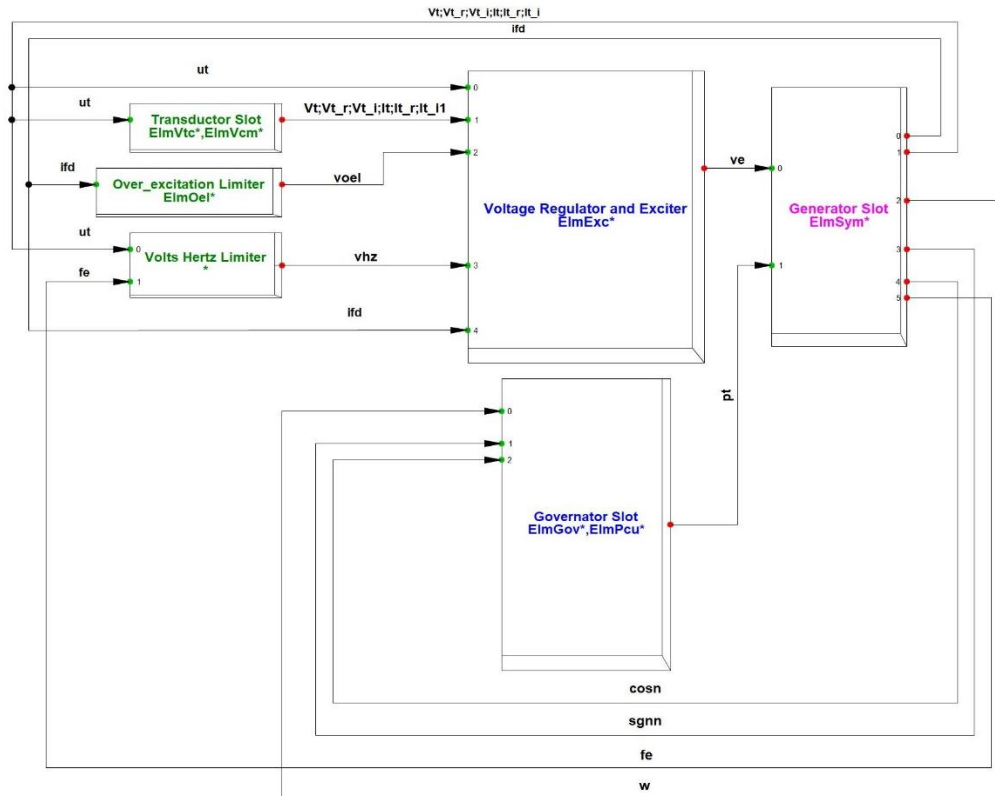 Vt;Vt_r;Vt_i;It;It_r;It_i
ifd
ut
0
ut
Transductor Slot
ElmVtc*,ElmVcm*
Vt;Vt_r;Vt_i;It;It_r;It_i1
1
ifd
Over_excitation Limiter
ElmOel*
voel
2
ut
0
Volts Hertz Limiter
*
fe
1
vhz
3
ifd
4
Voltage Regulator and Exciter
ElmExc*
ve
0
1
Generator Slot
ElmSym*
0
1
2
3
4
5
pt
0
1
2
Governator Slot
ElmGov*,ElmPcu*
cosn
sgnn
fe
w